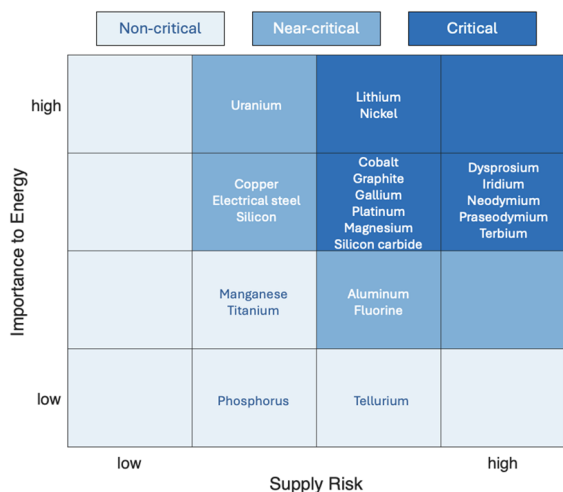 Non-critical
Near-critical
Critical
Importance to Energy
high
Uranium
Lithium
Nickel
Copper
Electrical steel
Silicon
Cobalt
Graphite
Gallium
Platinum
Magnesium
Silicon carbide
Dysprosium
Iridium
Neodymium
Praseodymium
Terbium
Manganese
Titanium
Aluminum
Fluorine
low
Phosphorus
Tellurium
low
high
Supply Risk